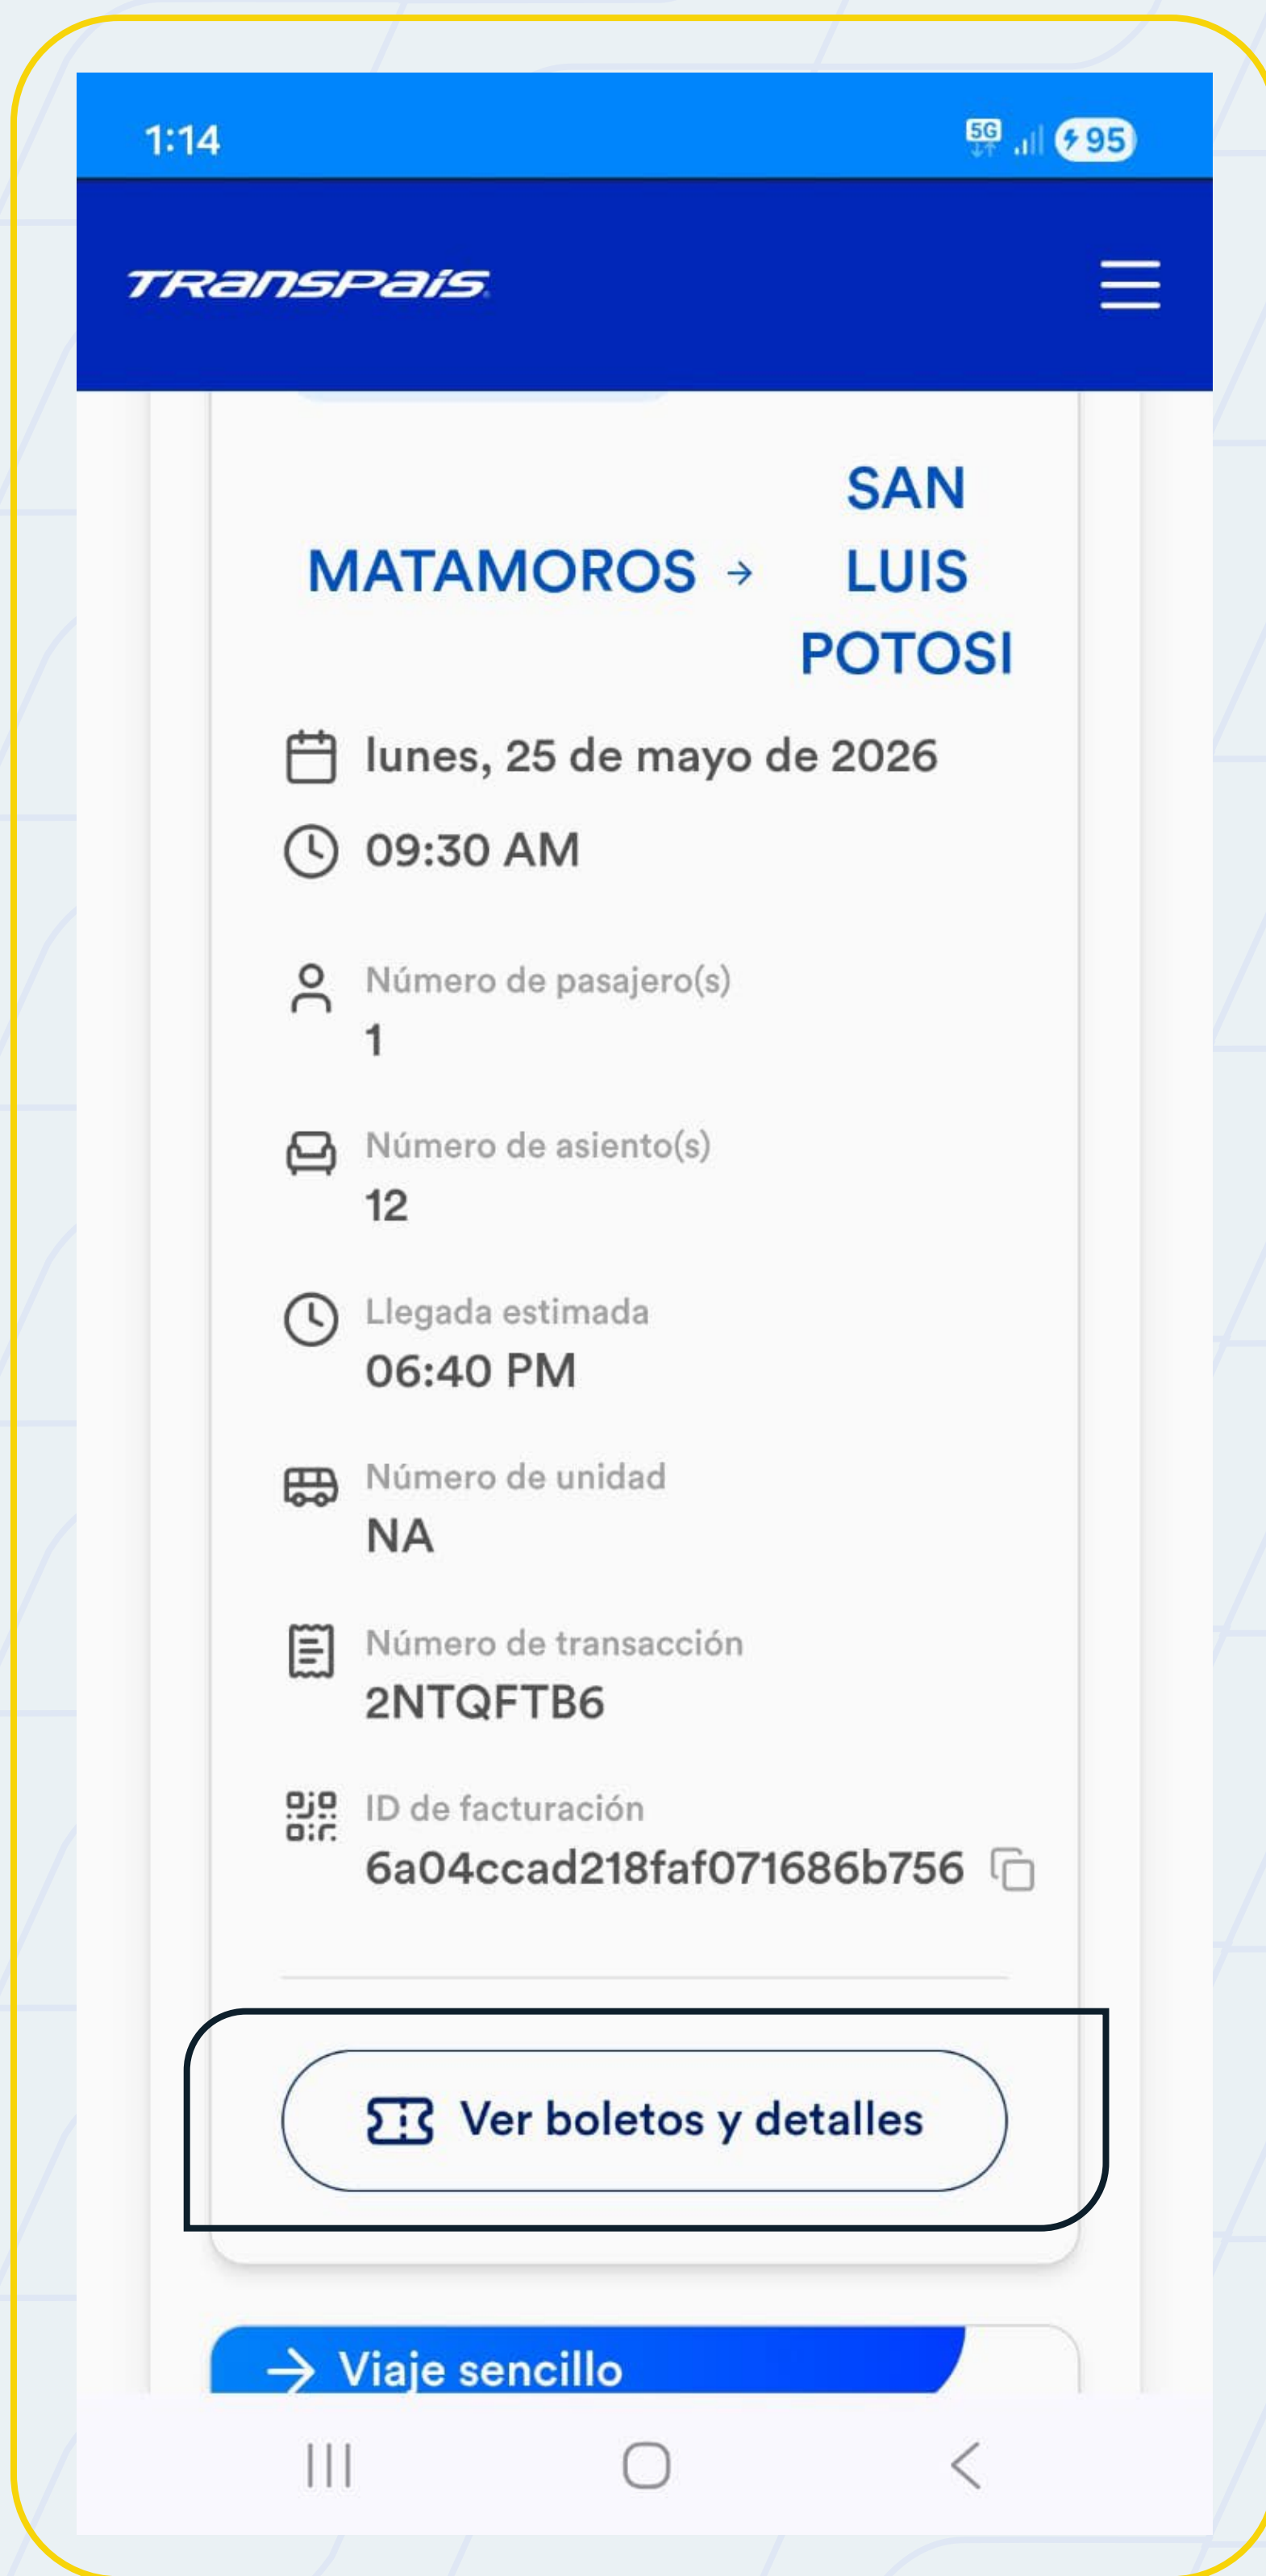 1:14
5G
95
TRanSPais
SAN
MATAMOROS → LUIS
POTOSI
lunes, 25 de mayo de 2026
09:30 AM
Número de pasajero(s)
1
Número de asiento(s)
12
Llegada estimada
06:40 PM
Número de unidad
NA
Número de transacción
2NTQFTB6
ID de facturación
6a04ccad218faf071686b756
Ver boletos y detalles
→ Viaje sencillo